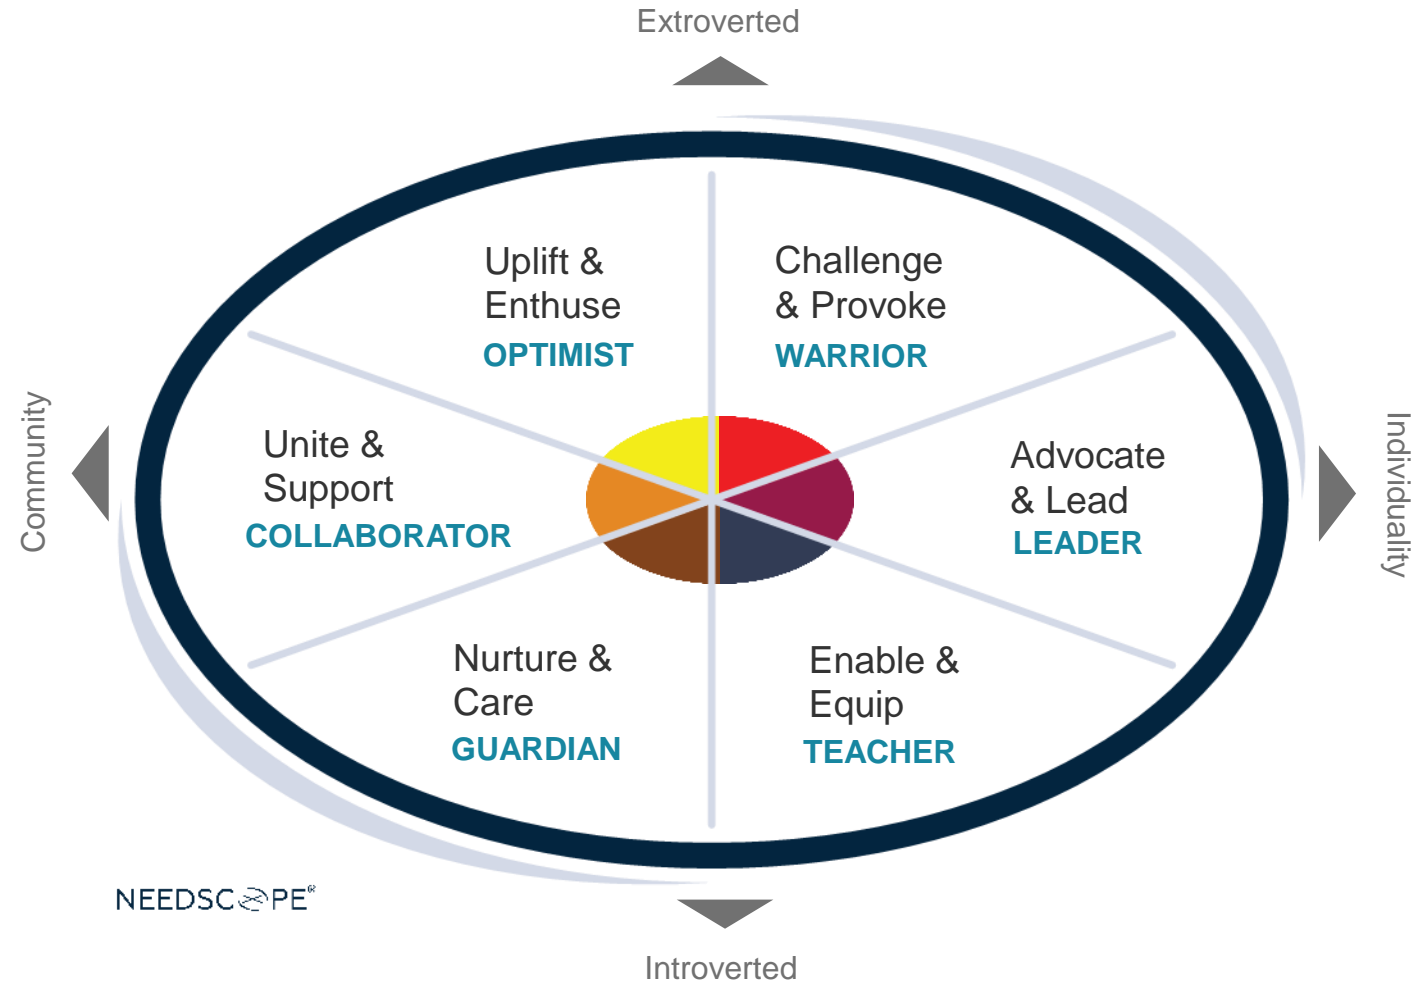 Extroverted
Uplift &
Enthuse
OPTIMIST
Challenge
& Provoke
WARRIOR
Community
Unite &
Support
COLLABORATOR
Advocate
& Lead
LEADER
Individuality
Nurture &
Care
GUARDIAN
Enable &
Equip
TEACHER
NEEDSCOPE®
Introverted